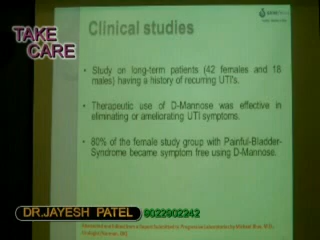 Clinical studies
TAKE
CARE
• Study on long-term patients (42 females and 18
males) having a history of recurring UTI's.
• Therapeutic use of D-Mannose was effective in
eliminating or ameliorating UTI symptoms.
• 80% of the female study group with Painful-Bladder-
Syndrome became symptom free using D-Mannose.
DR.JAYESH PATEL 9022902242